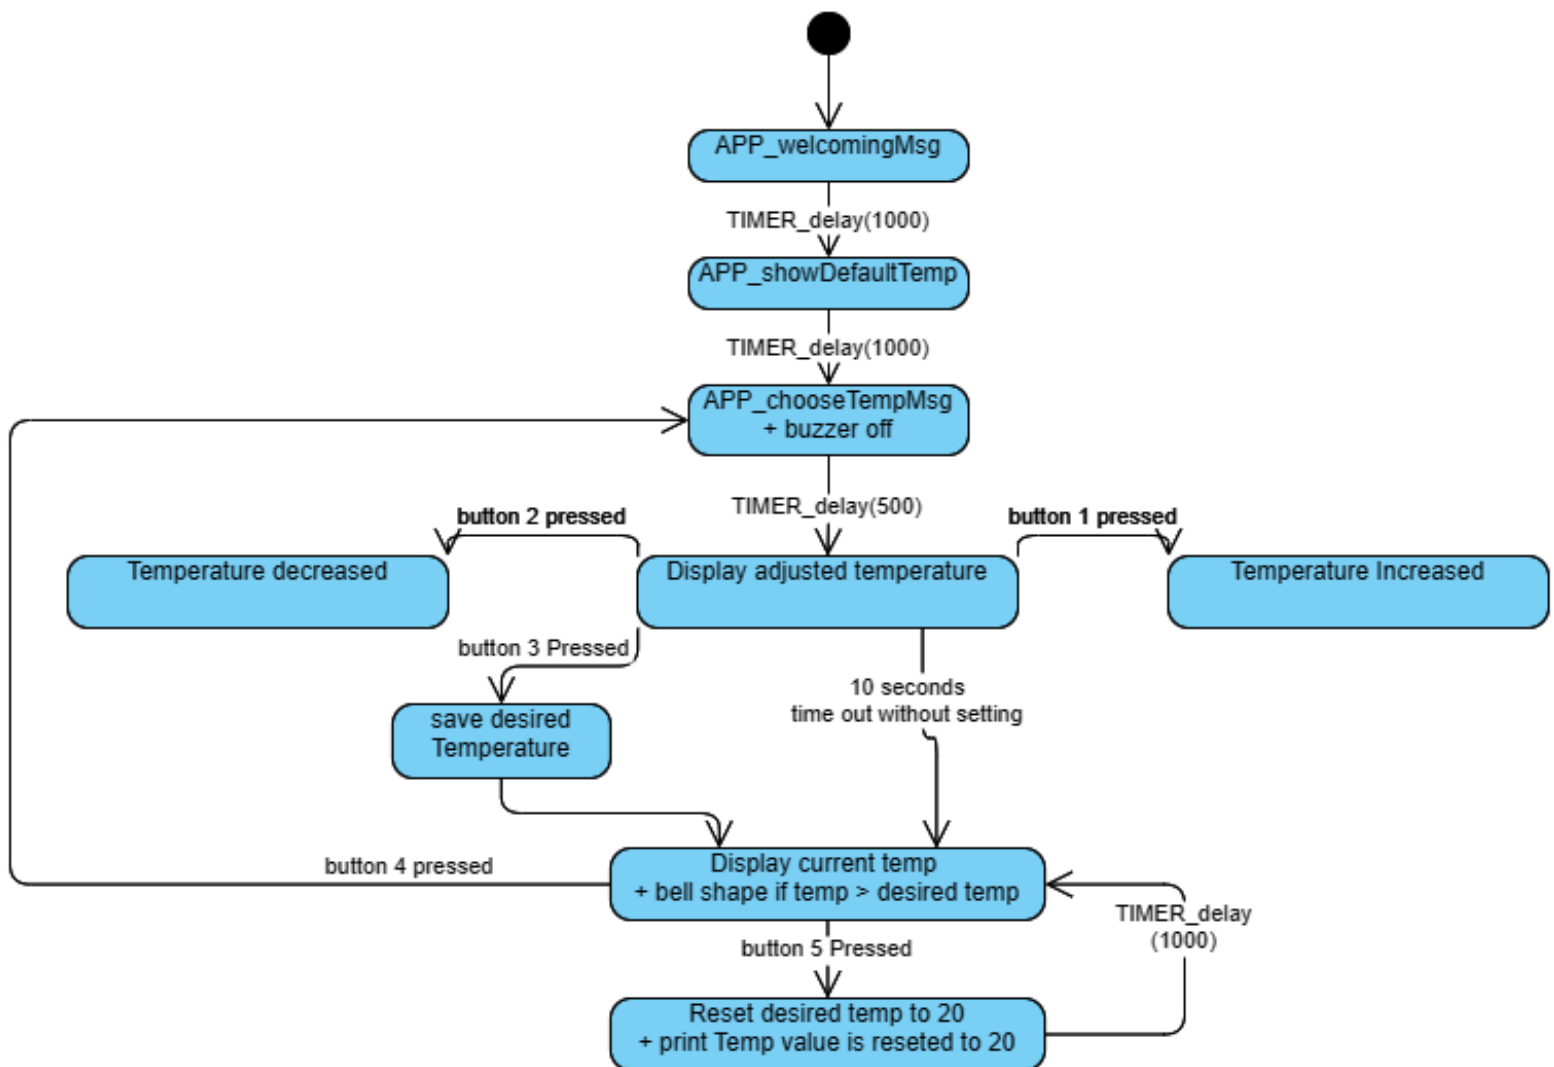 APP_welcomingMsg
TIMER_delay(1000)
APP_showDefaultTemp
TIMER_delay(1000)
APP_chooseTempMsg
+ buzzer off
TIMER_delay(500)
button 2 pressed
button 1 pressed
Temperature decreased
Display adjusted temperature
Temperature Increased
button 3 Pressed
10 seconds
time out without setting
save desired
Temperature
button 4 pressed
Display current temp
+ bell shape if temp > desired temp
TIMER_delay
(1000)
button 5 Pressed
Reset desired temp to 20
+ print Temp value is reseted to 20